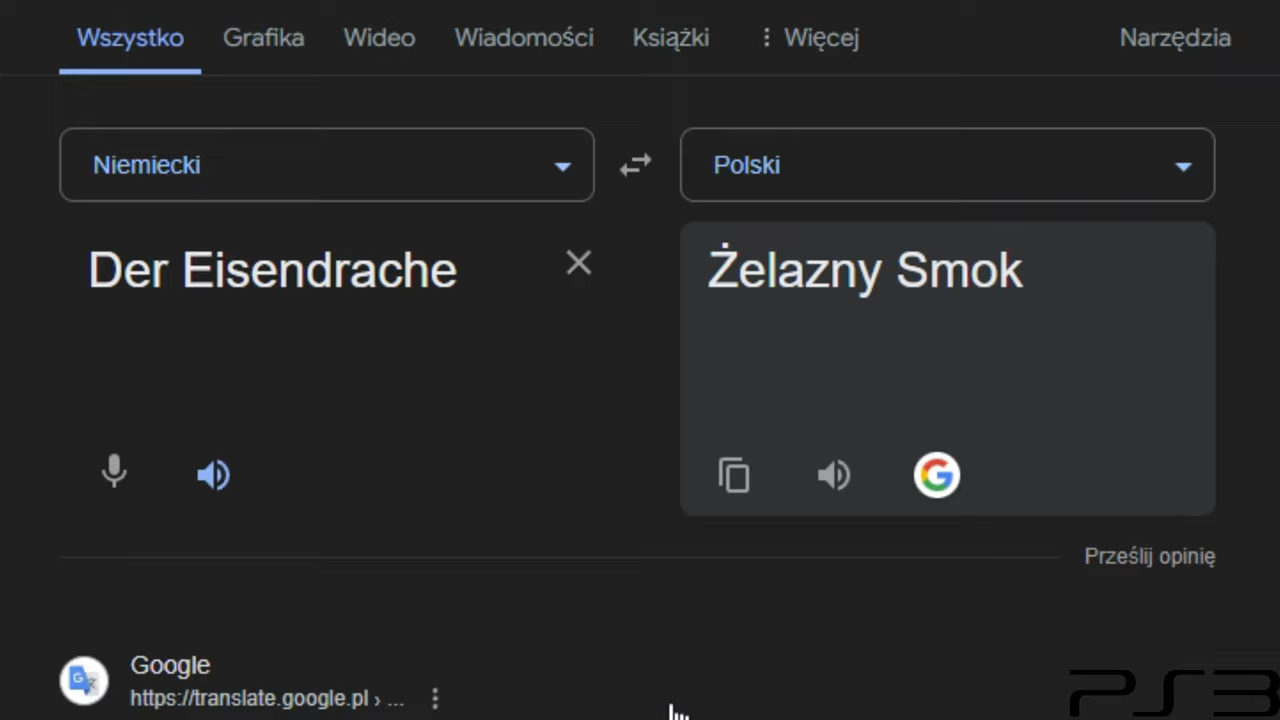 Wszystko Grafika Wideo Wiadomości Książki Więcej Narzędzia
Niemiecki Polski
Der Eisendrache Żelazny Smok
Prześlij opinię
Google
https://translate.google.pl › ...
PS3